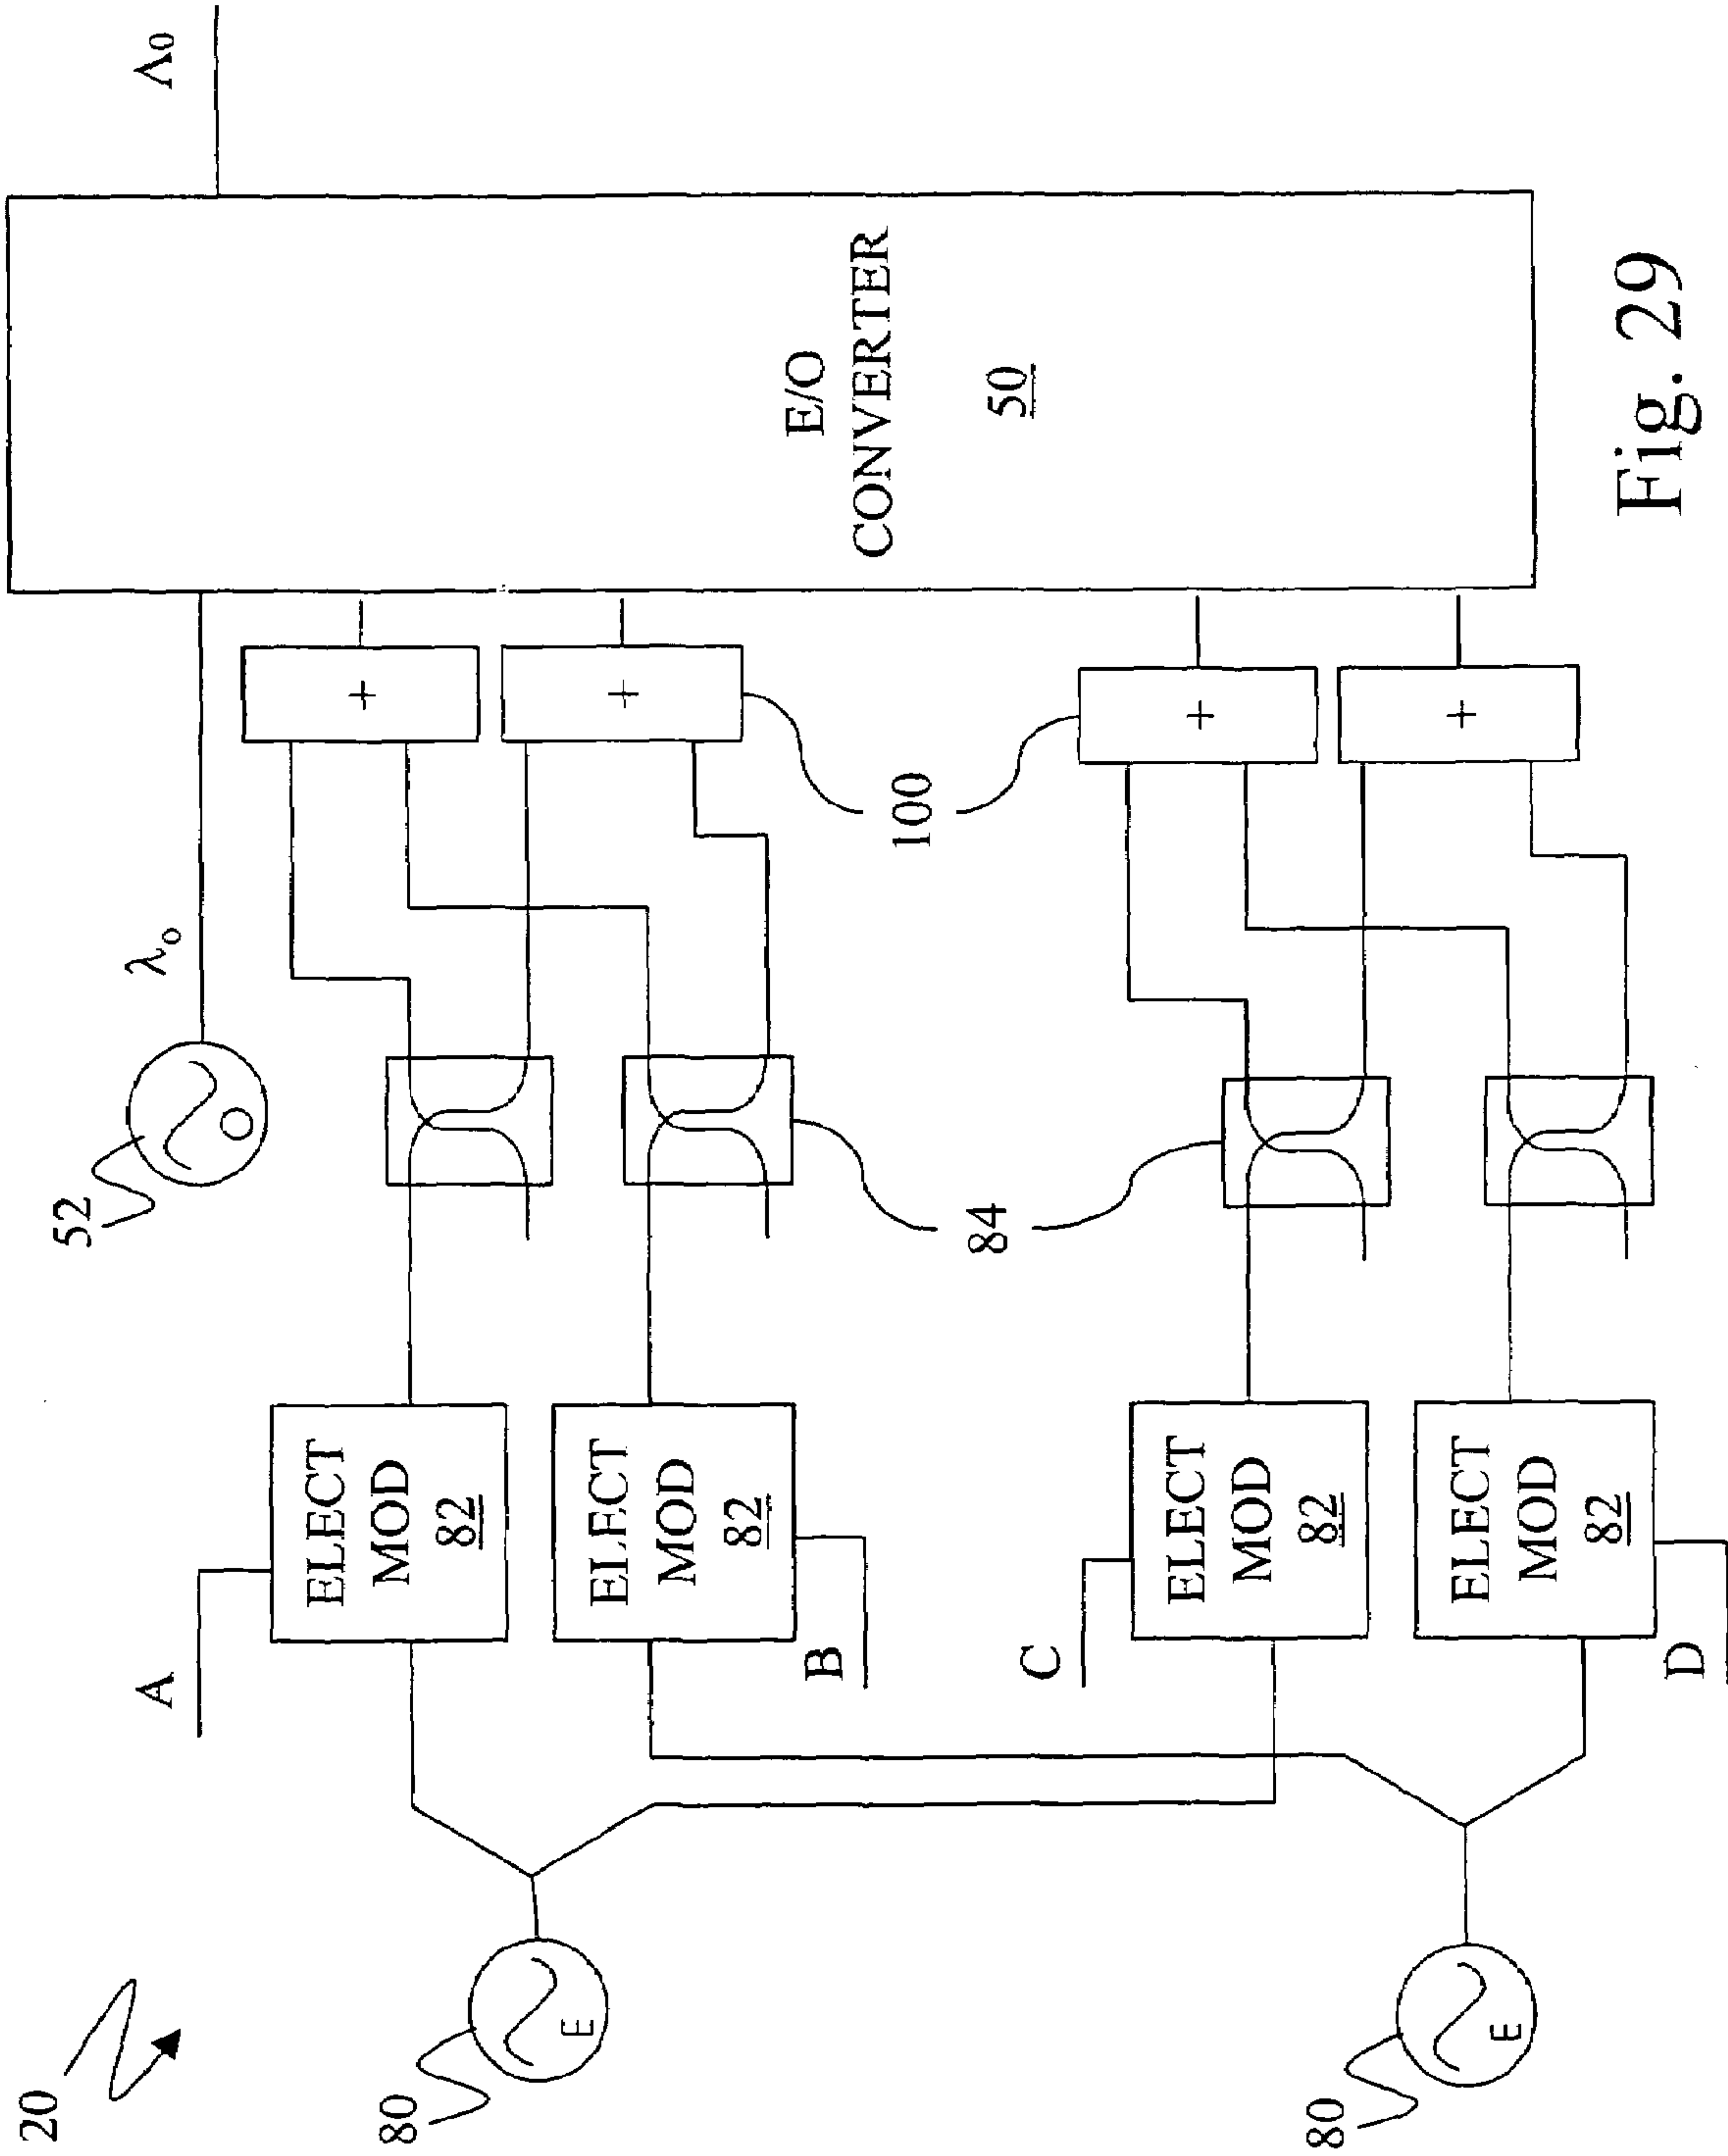 20
80
E
80
E
A
ELECT
MOD
82
ELECT
MOD
82
B
C
ELECT
MOD
82
ELECT
MOD
82
D
52
O
λo
84
100
+
+
+
+
E/O
CONVERTER
50
Λ0
Fig. 29